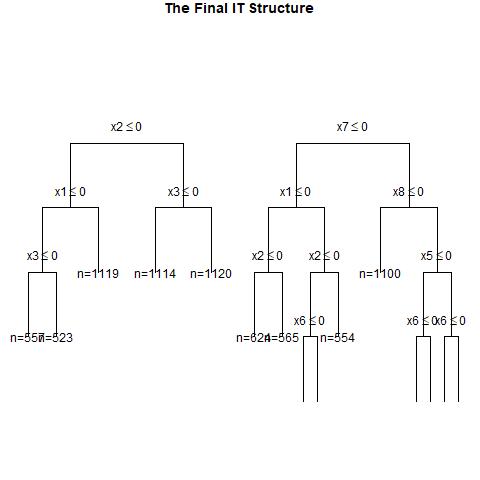 The Final IT Structure
x2 ≤ 0
x7 ≤ 0
x1 ≤ 0
x3 ≤ 0
x1 ≤ 0
x8 ≤ 0
x3 ≤ 0
n=1119
n=1114
n=1120
x2 ≤ 0
x2 ≤ 0
n=1100
x5 ≤ 0
n=557
n=523
n=624
n=565
x6 ≤ 0
n=554
x6 ≤ 0
x6 ≤ 0